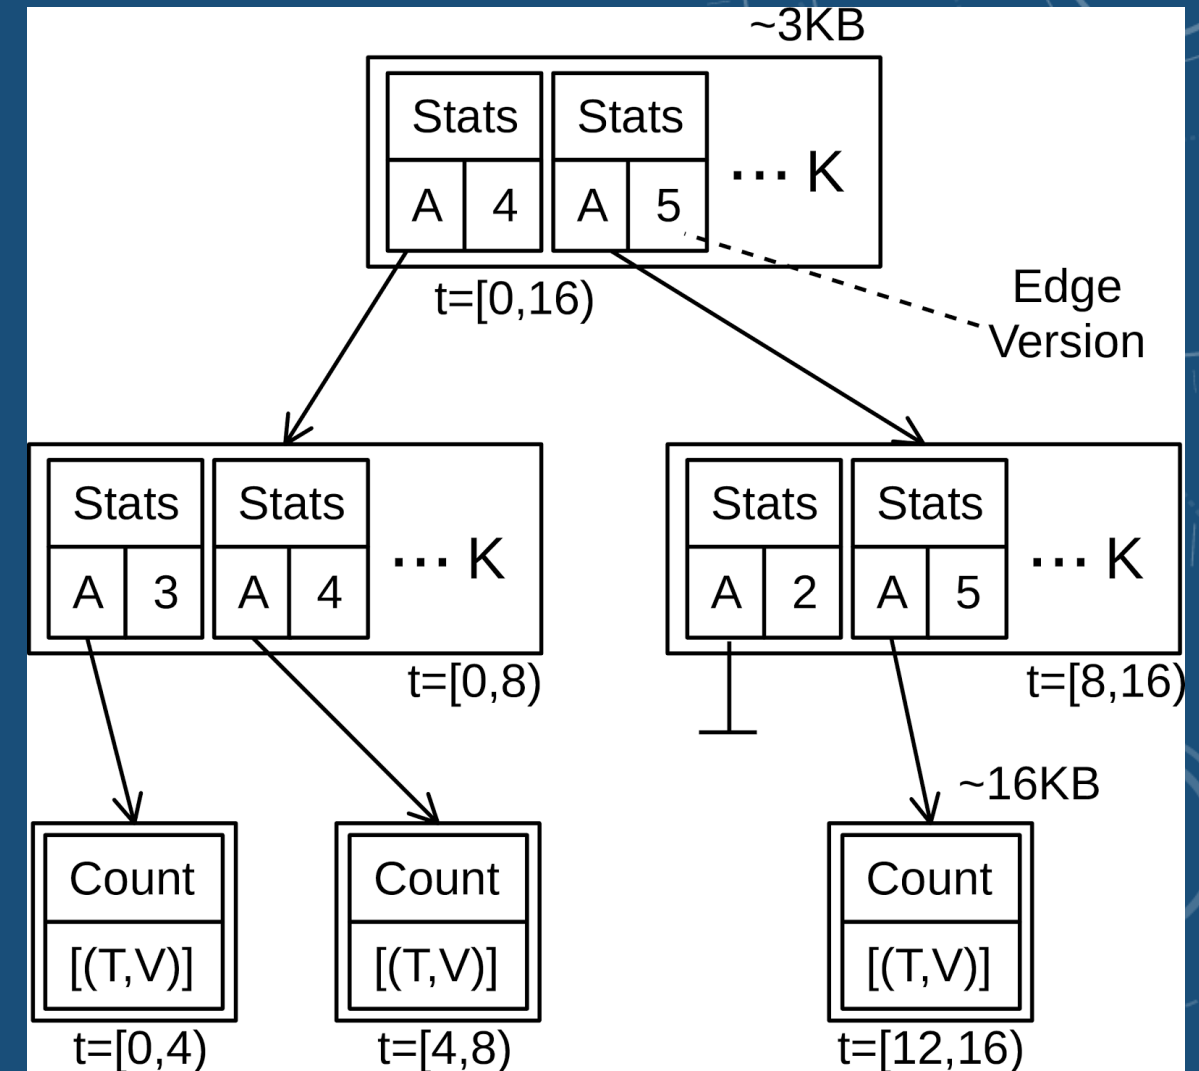 ~3KB
Stats Stats
A 4 A 5 ... K
t=[0,16)
Edge
Version
Stats Stats
A 3 A 4 ... K
t=[0,8)
Stats Stats
A 2 A 5 ... K
t=[8,16)
~16KB
Count
[(T,V)]
t=[0,4)
Count
[(T,V)]
t=[4,8)
Count
[(T,V)]
t=[12,16)